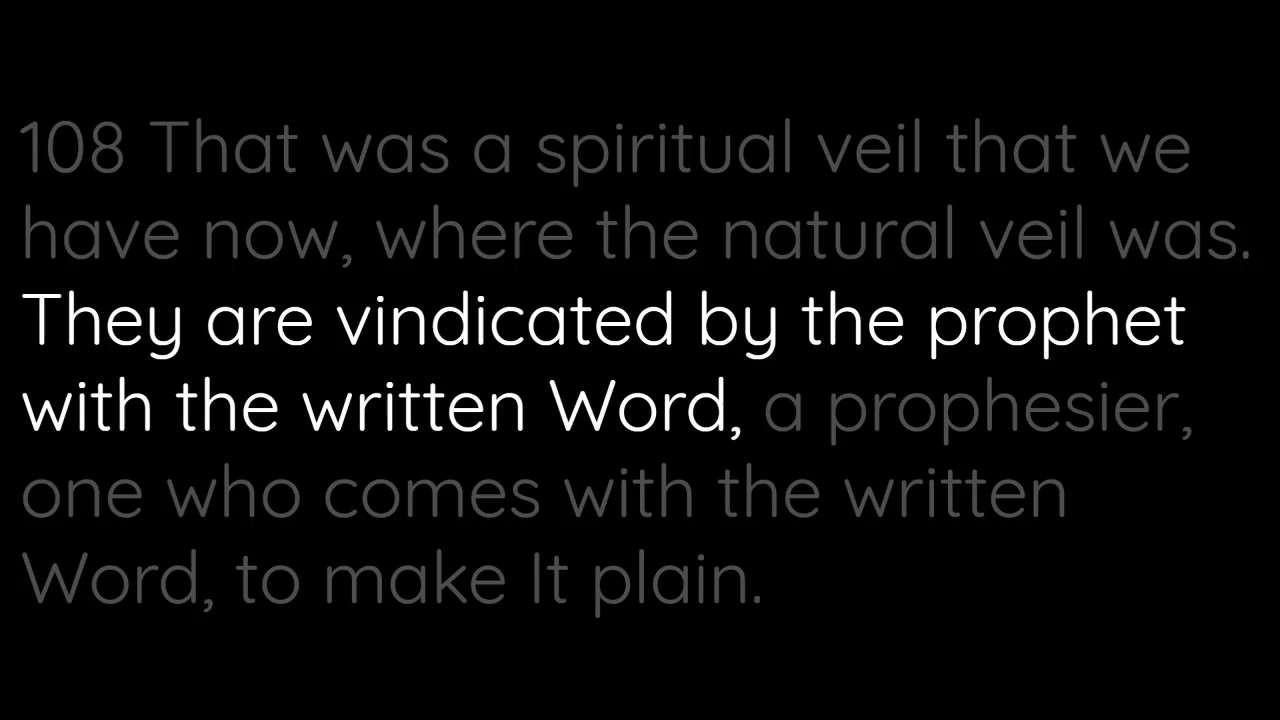 108 That was a spiritual veil that we
have now, where the natural veil was.
They are vindicated by the prophet
with the written Word, a prophesier,
one who comes with the written
Word, to make It plain.